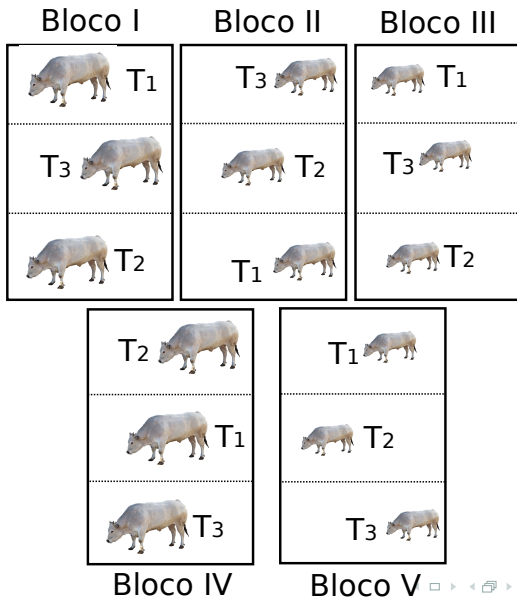 Bloco I
T1
T3
T2
Bloco II
T3
T2
T1
Bloco III
T1
T3
T2
T2
T1
T3
Bloco IV
T1
T2
T3
Bloco V